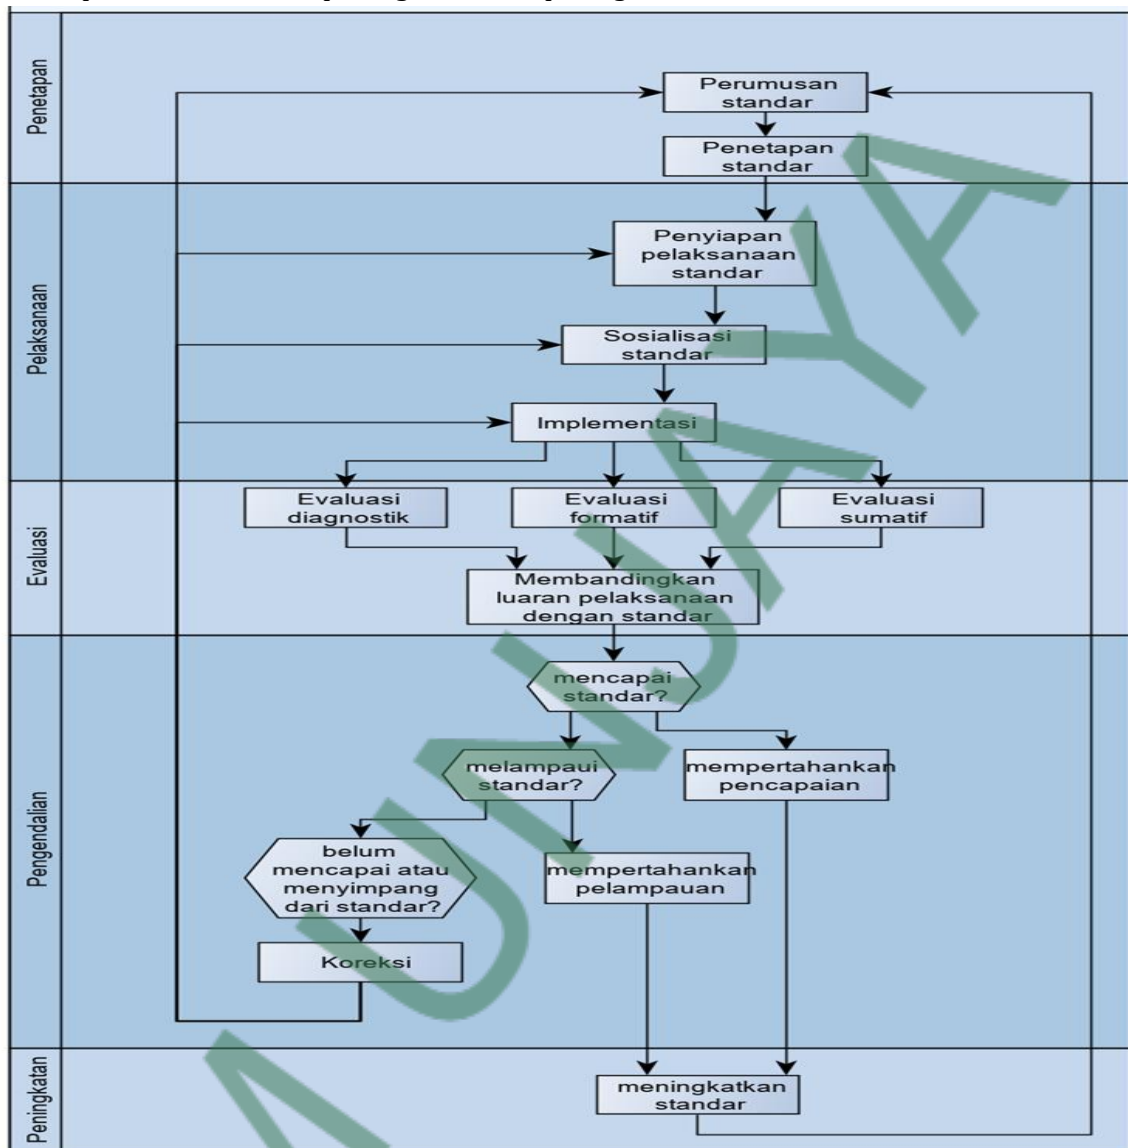 Penetapan
Perumusan
standar
Penetapan
standar
Pelaksanaan
Penyiapan
pelaksanaan
standar
Sosialisasi
standar
Implementasi
Evaluasi
Evaluasi
diagnostik
Evaluasi
formatif
Evaluasi
sumatif
Membandingkan
luaran pelaksanaan
dengan standar
Pengendalian
mencapai
standar?
melampaui
standar?
mempertahankan
pencapaian
belum
mencapai atau
menyimpang
dari standar?
mempertahankan
pelampauan
Koreksi
Peningkatan
meningkatkan
standar
M UNJAYA